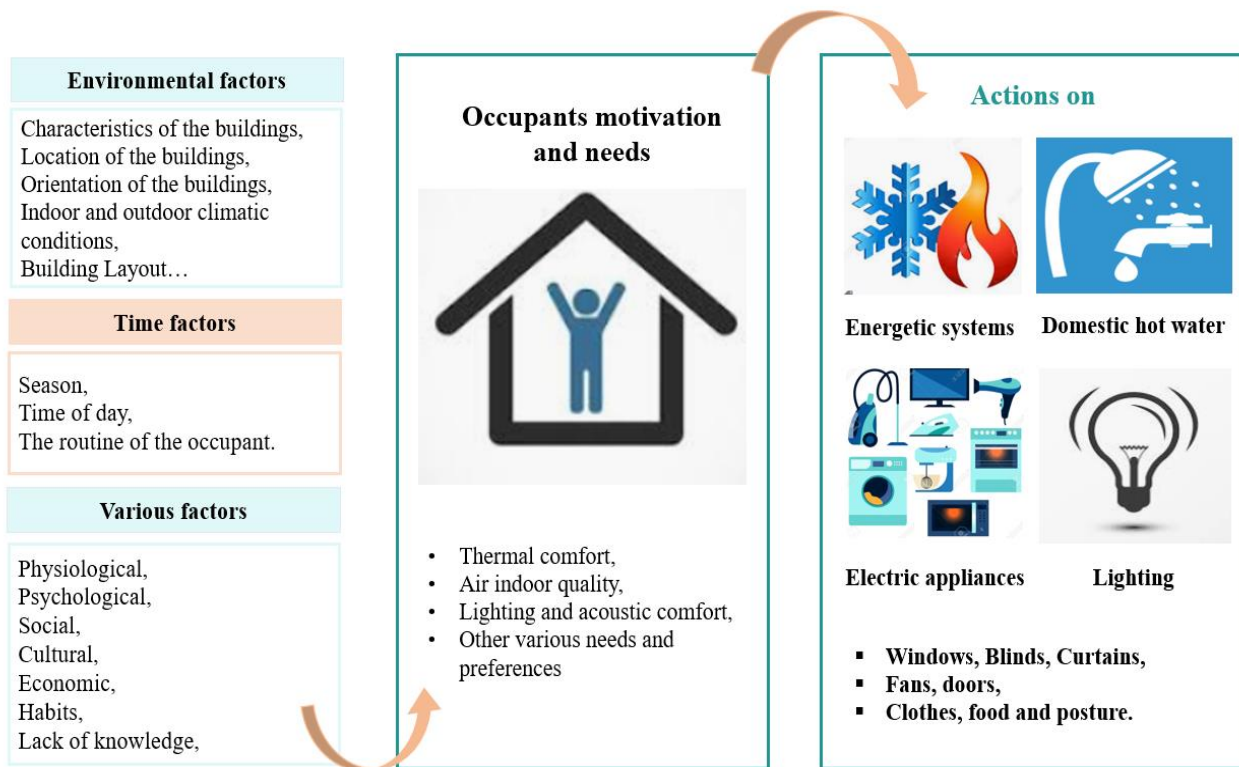 Environmental factors
Characteristics of the buildings,
Location of the buildings,
Orientation of the buildings,
Indoor and outdoor climatic
conditions,
Building Layout…
Time factors
Season,
Time of day,
The routine of the occupant.
Various factors
Physiological,
Psychological,
Social,
Cultural,
Economic,
Habits,
Lack of knowledge,
Occupants motivation
and needs
• Thermal comfort,
• Air indoor quality,
• Lighting and acoustic comfort,
• Other various needs and
preferences
Actions on
Energetic systems
Domestic hot water
Electric appliances
Lighting
▪ Windows, Blinds, Curtains,
▪ Fans, doors,
▪ Clothes, food and posture.